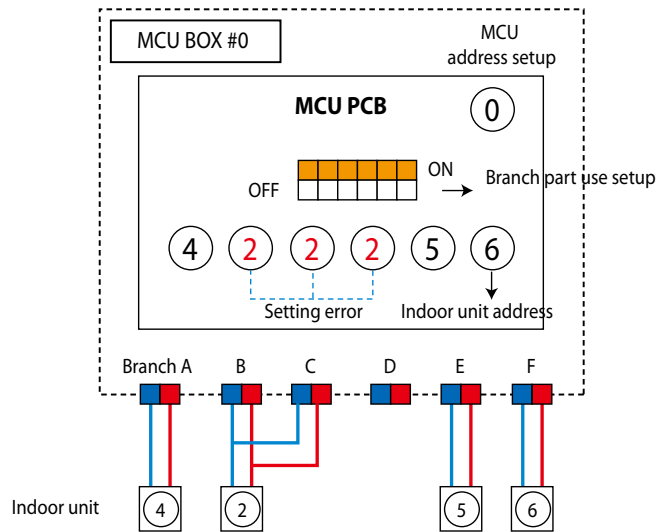 MCU BOX #0
MCU
address setup
MCU PCB
0
ON
OFF
Branch part use setup
4 2 2 2 5 6
Setting error
Indoor unit address
Branch A B C D E F
Indoor unit
4 2 5 6